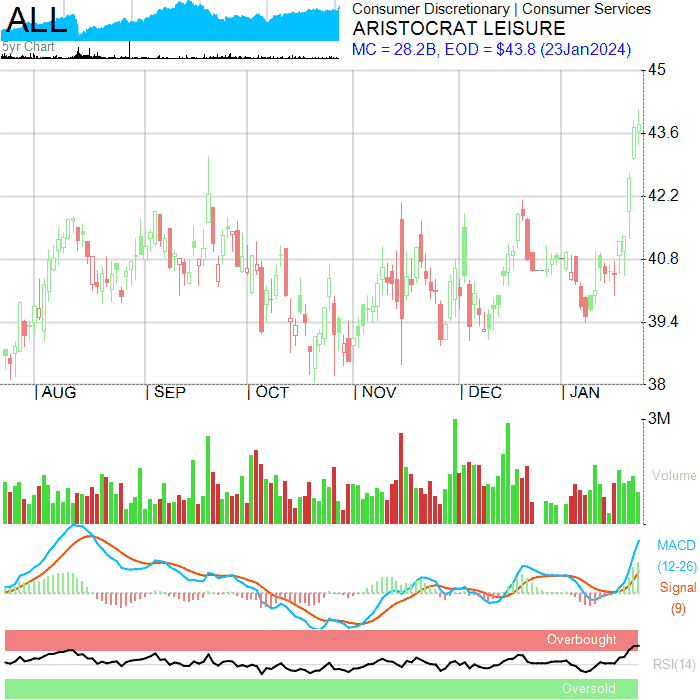 ALL
5yr Chart
Consumer Discretionary | Consumer Services
ARISTOCRAT LEISURE
MC = 28.2B, EOD = $43.8 (23Jan2024)
45
43.6
42.2
40.8
39.4
38
| AUG | SEP | OCT | NOV | DEC | JAN
3M
Volume
MACD
(12-26)
Signal
(9)
Overbought
RSI(14)
Oversold